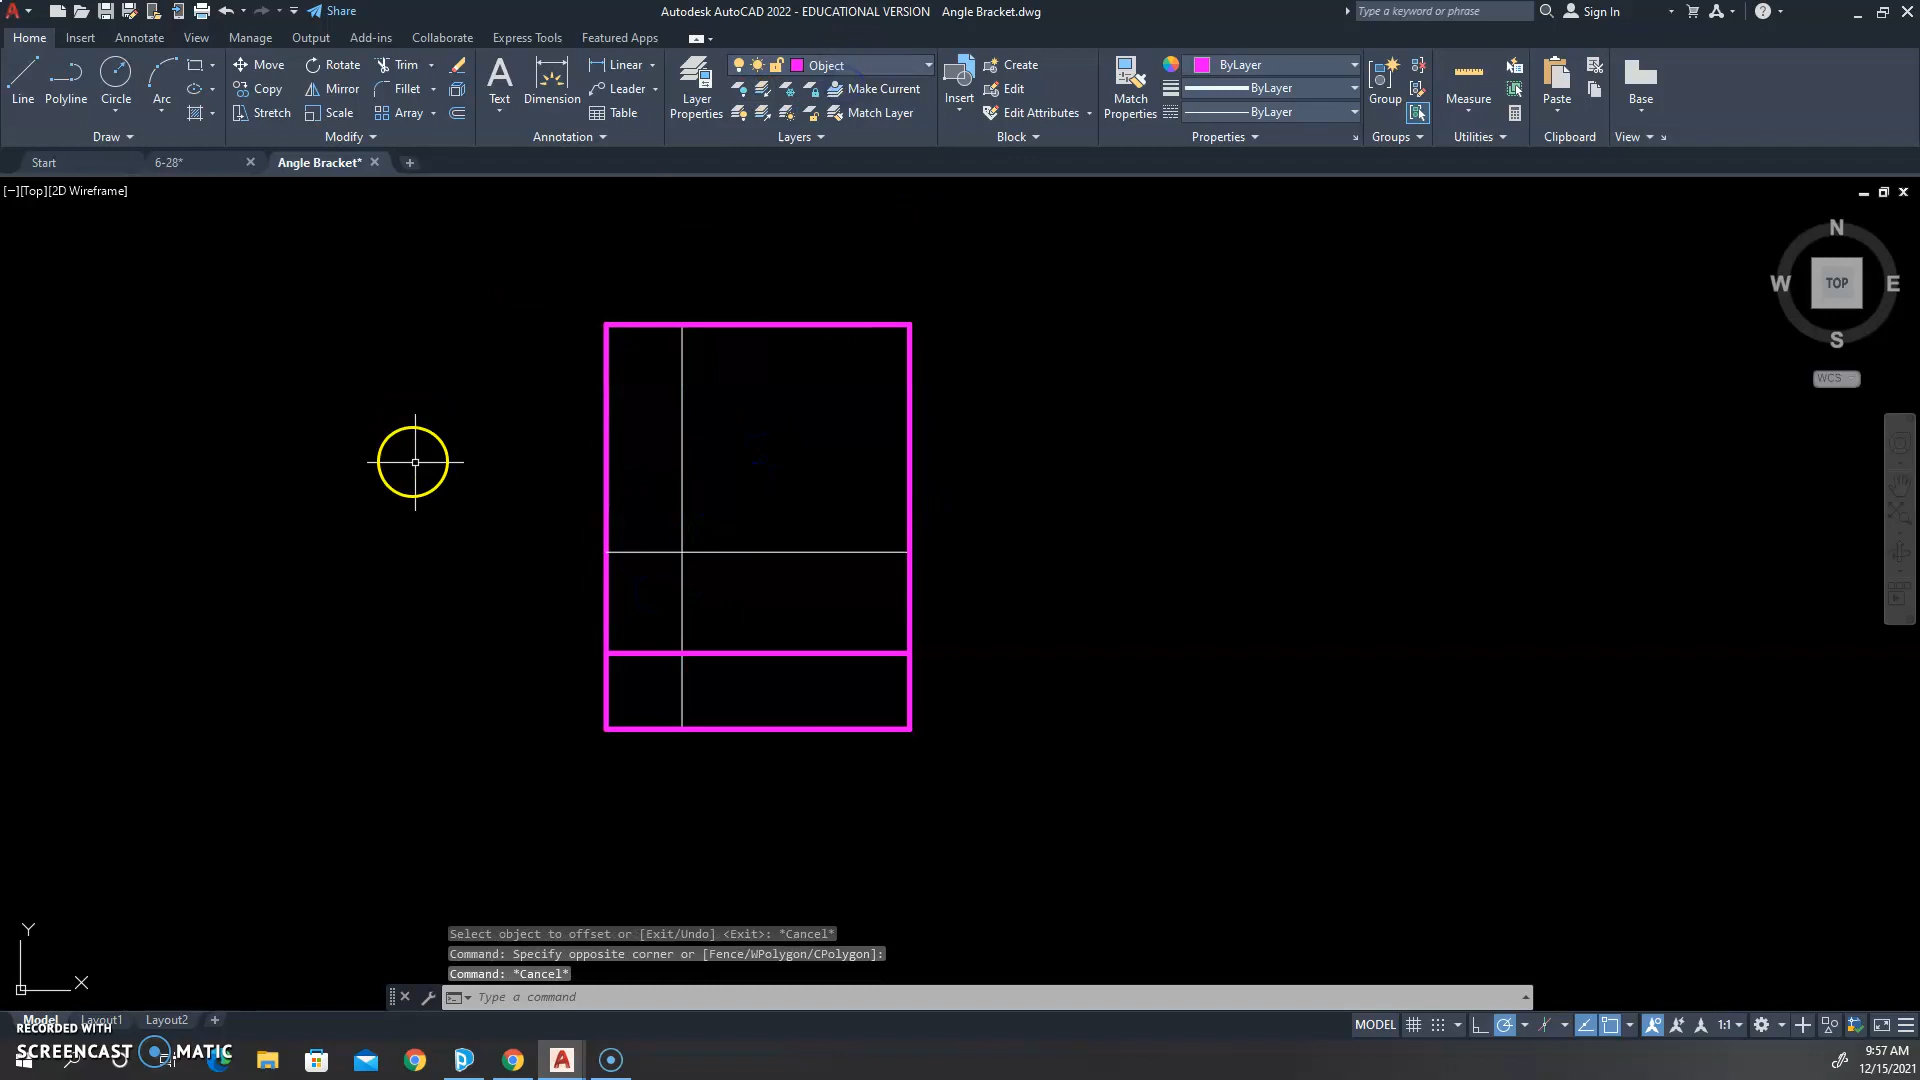 Share
Autodesk AutoCAD 2022 - EDUCATIONAL VERSION Angle Bracket.dwg
Type a keyword or phrase
Sign In
Home Insert Annotate View Manage Output Add-ins Collaborate Express Tools Featured Apps
Line Polyline Circle Arc
Draw
Move Rotate Trim
Copy Mirror Fillet
Stretch Scale Array
Modify
Text Dimension
Linear
Leader
Table
Annotation
Layer Properties
Object
Make Current
Match Layer
Layers
Insert
Create
Edit
Edit Attributes
Block
Match Properties
ByLayer
ByLayer
ByLayer
Properties
Group
Groups
Measure
Utilities
Paste
Clipboard
Base
View
Start 6-28* Angle Bracket*
[−][Top][2D Wireframe]
N
W TOP E
S
WCS
Y
X
Select object to offset or [Exit/Undo] <Exit>: *Cancel*
Command: Specify opposite corner or [Fence/WPolygon/CPolygon]:
Command: *Cancel*
Type a command
Model Layout1 Layout2
MODEL 1:1
RECORDED WITH
SCREENCAST MATIC
9:57 AM
12/15/2021